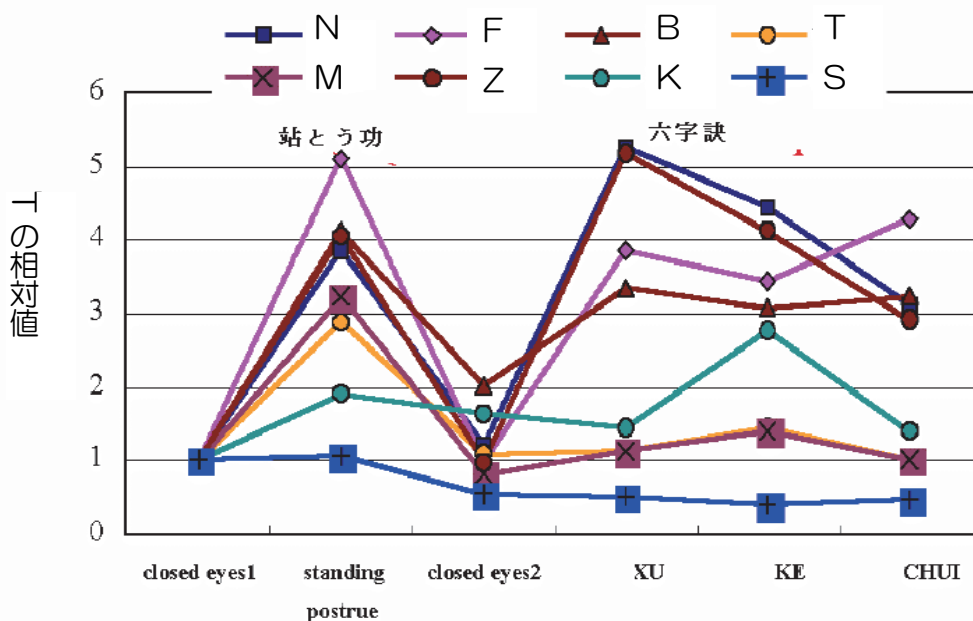 N F B T
M Z K S
6
站とう功 六字訣
5
4
3
2
1
0
Tの相対値
closed eyes1 standing closed eyes2 XU KE CHUI
postrue